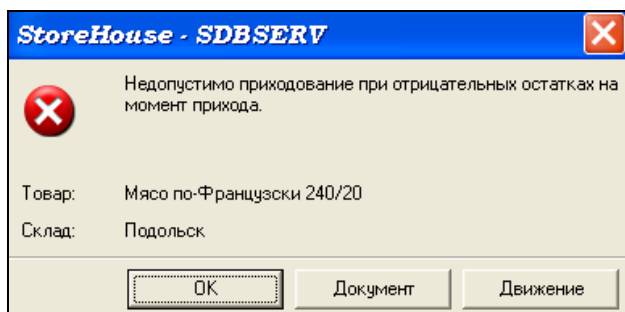 StoreHouse - SDBSERV
Недопустимо приходование при отрицательных остатках на
момент прихода.
Товар: Мясо по-Французски 240/20
Склад: Подольск
OK Документ Движение